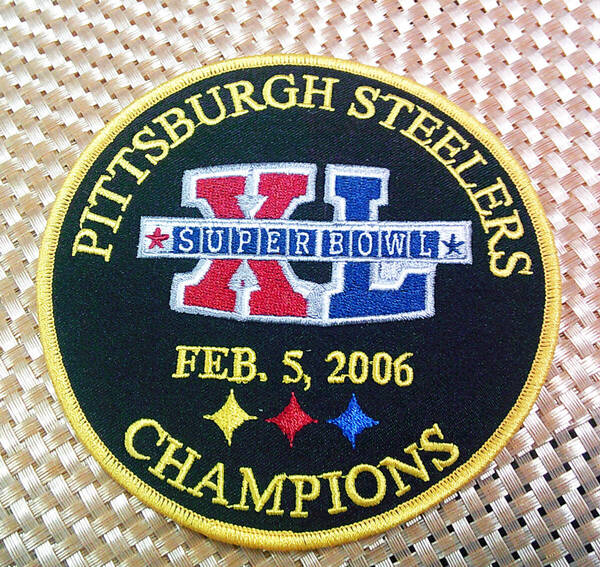 PITTSBURGH STEELERS
XL
SUPER BOWL
FEB. 5, 2006
CHAMPIONS